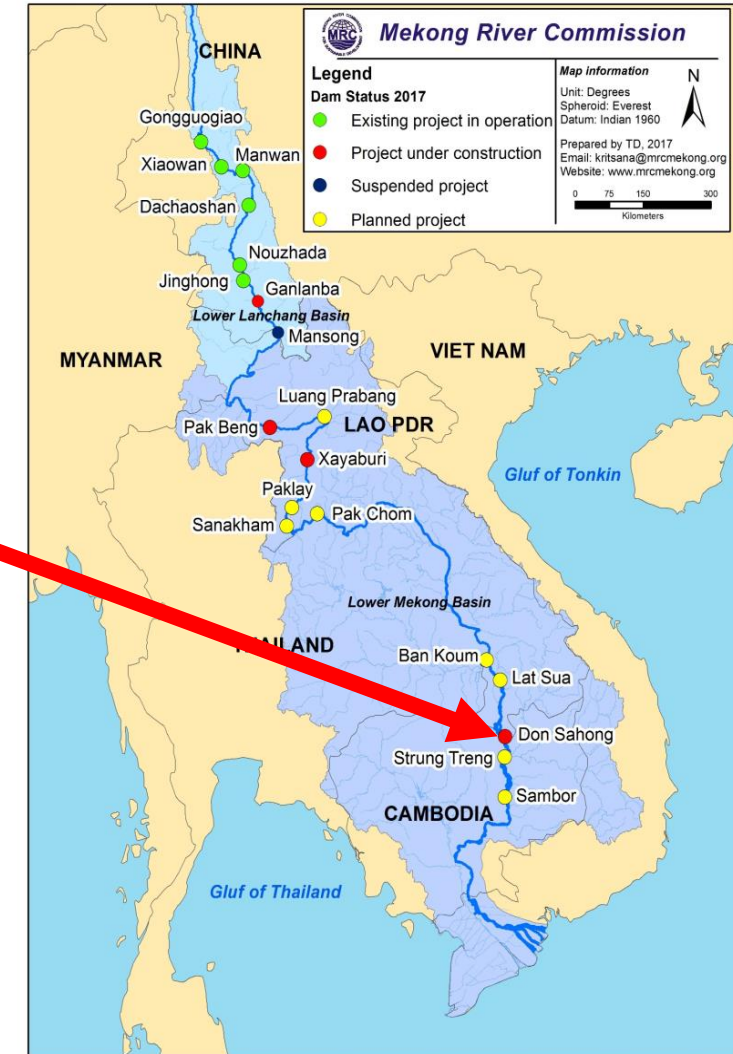 MRC
Mekong River Commission
Legend
Dam Status 2017
Existing project in operation
Project under construction
Suspended project
Planned project
Map information
Unit: Degrees
Spheroid: Everest
Datum: Indian 1960
N
Prepared by TD, 2017
Email: kritsana@mrcmekong.org
Website: www.mrcmekong.org
0 75 150 300
Kilometers
CHINA
Gongguogiao
Xiaowan
Manwan
Dachaoshan
Nouzhada
Jinghong
Ganlanba
Lower Lanchang Basin
Mansong
MYANMAR
VIET NAM
Luang Prabang
Pak Beng
LAO PDR
Xayaburi
Gluf of Tonkin
Paklay
Pak Chom
Sanakham
Lower Mekong Basin
AILAND
Ban Koum
Lat Sua
Don Sahong
Strung Treng
Sambor
CAMBODIA
Gluf of Thailand